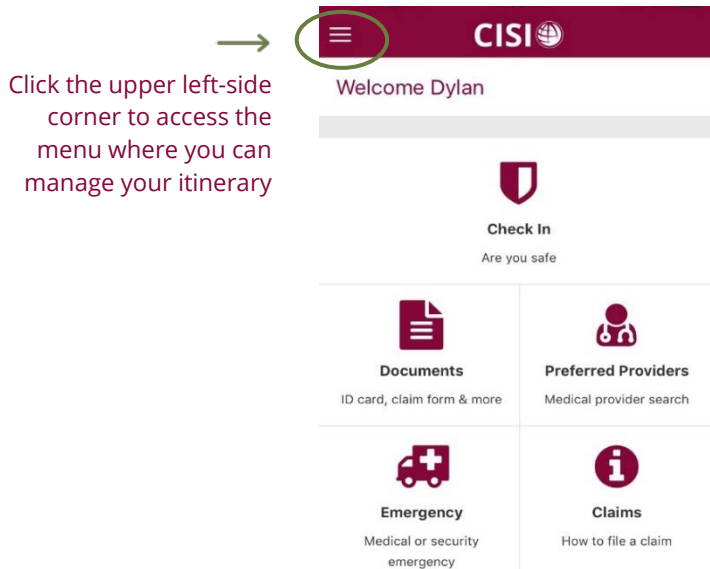 CISI
Click the upper left-side
corner to access the
menu where you can
manage your itinerary
Welcome Dylan
Check In
Are you safe
Documents
ID card, claim form & more
Preferred Providers
Medical provider search
Emergency
Medical or security
emergency
Claims
How to file a claim